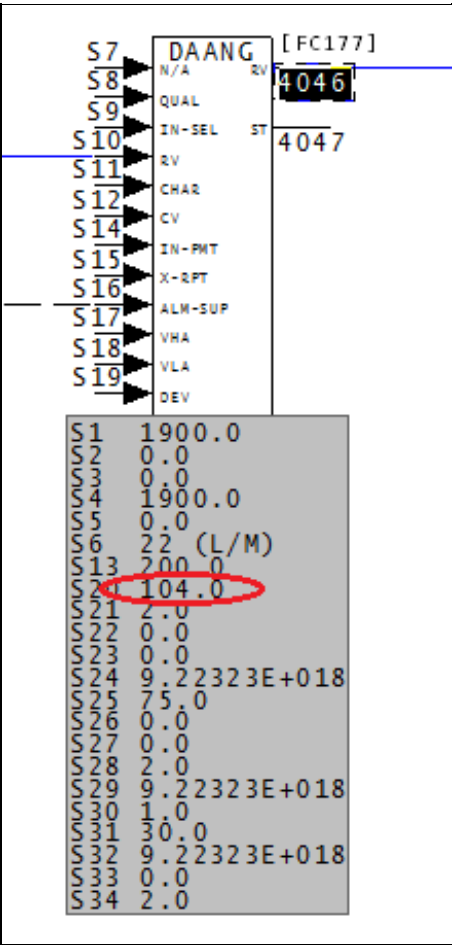 S7 DAANG [FC177]
N/A RV 4046
S8
QUAL
S9
IN-SEL ST 4047
S10
RV
S11
CHAR
S12
CV
S14
IN-PMT
S15
X-RPT
S16
ALM-SUP
S17
VHA
S18
VLA
S19
DEV
S1 1900.0
S2 0.0
S3 0.0
S4 1900.0
S5 0.0
S6 22 (L/M)
S13 200.0
S20 104.0
S21 2.0
S22 0.0
S23 0.0
S24 9.22323E+018
S25 75.0
S26 0.0
S27 0.0
S28 2.0
S29 9.22323E+018
S30 1.0
S31 30.0
S32 9.22323E+018
S33 0.0
S34 2.0